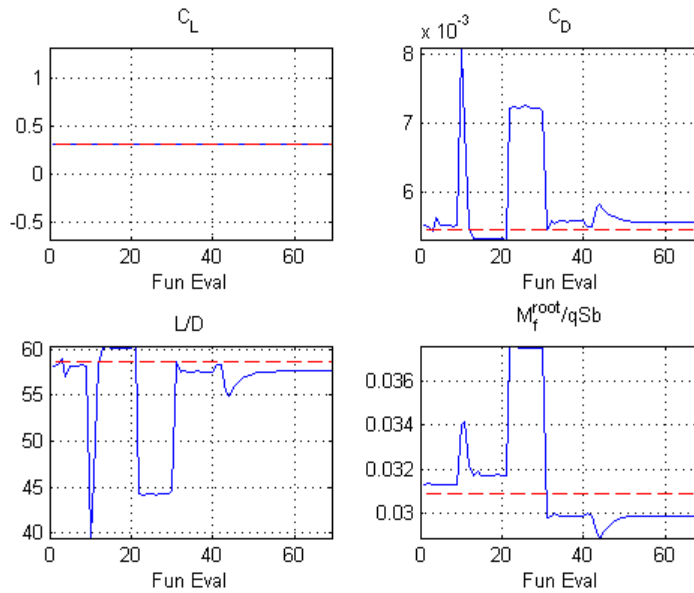 C_L
1
0.5
0
-0.5
0 20 40 60
Fun Eval
C_D
x 10^-3
8
7
6
0 20 40 60
Fun Eval
L/D
60
55
50
45
40
0 20 40 60
Fun Eval
M_f^root/qSb
0.036
0.034
0.032
0.03
0 20 40 60
Fun Eval